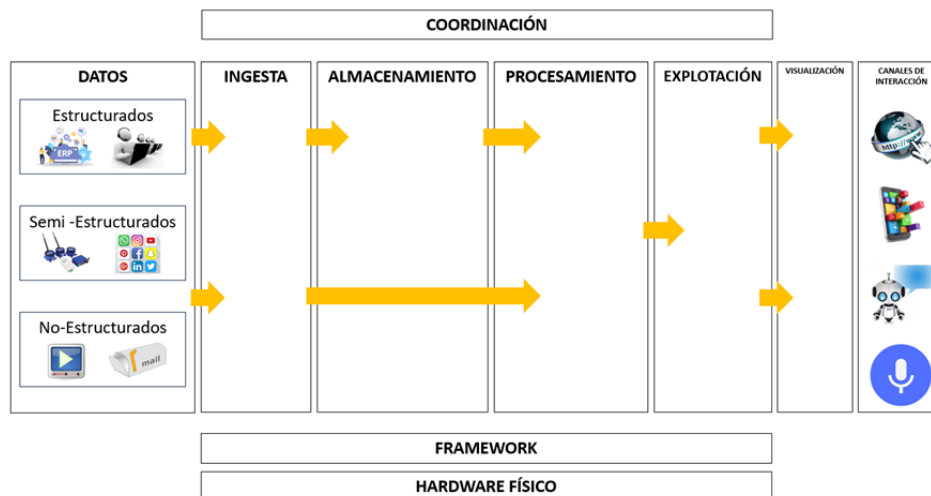 COORDINACIÓN
DATOS
INGESTA
ALMACENAMIENTO
PROCESAMIENTO
EXPLOTACIÓN
VISUALIZACIÓN
CANALES DE
INTERACCIÓN
Estructurados
ERP
http://
Semi -Estructurados
No-Estructurados
mail
FRAMEWORK
HARDWARE FÍSICO